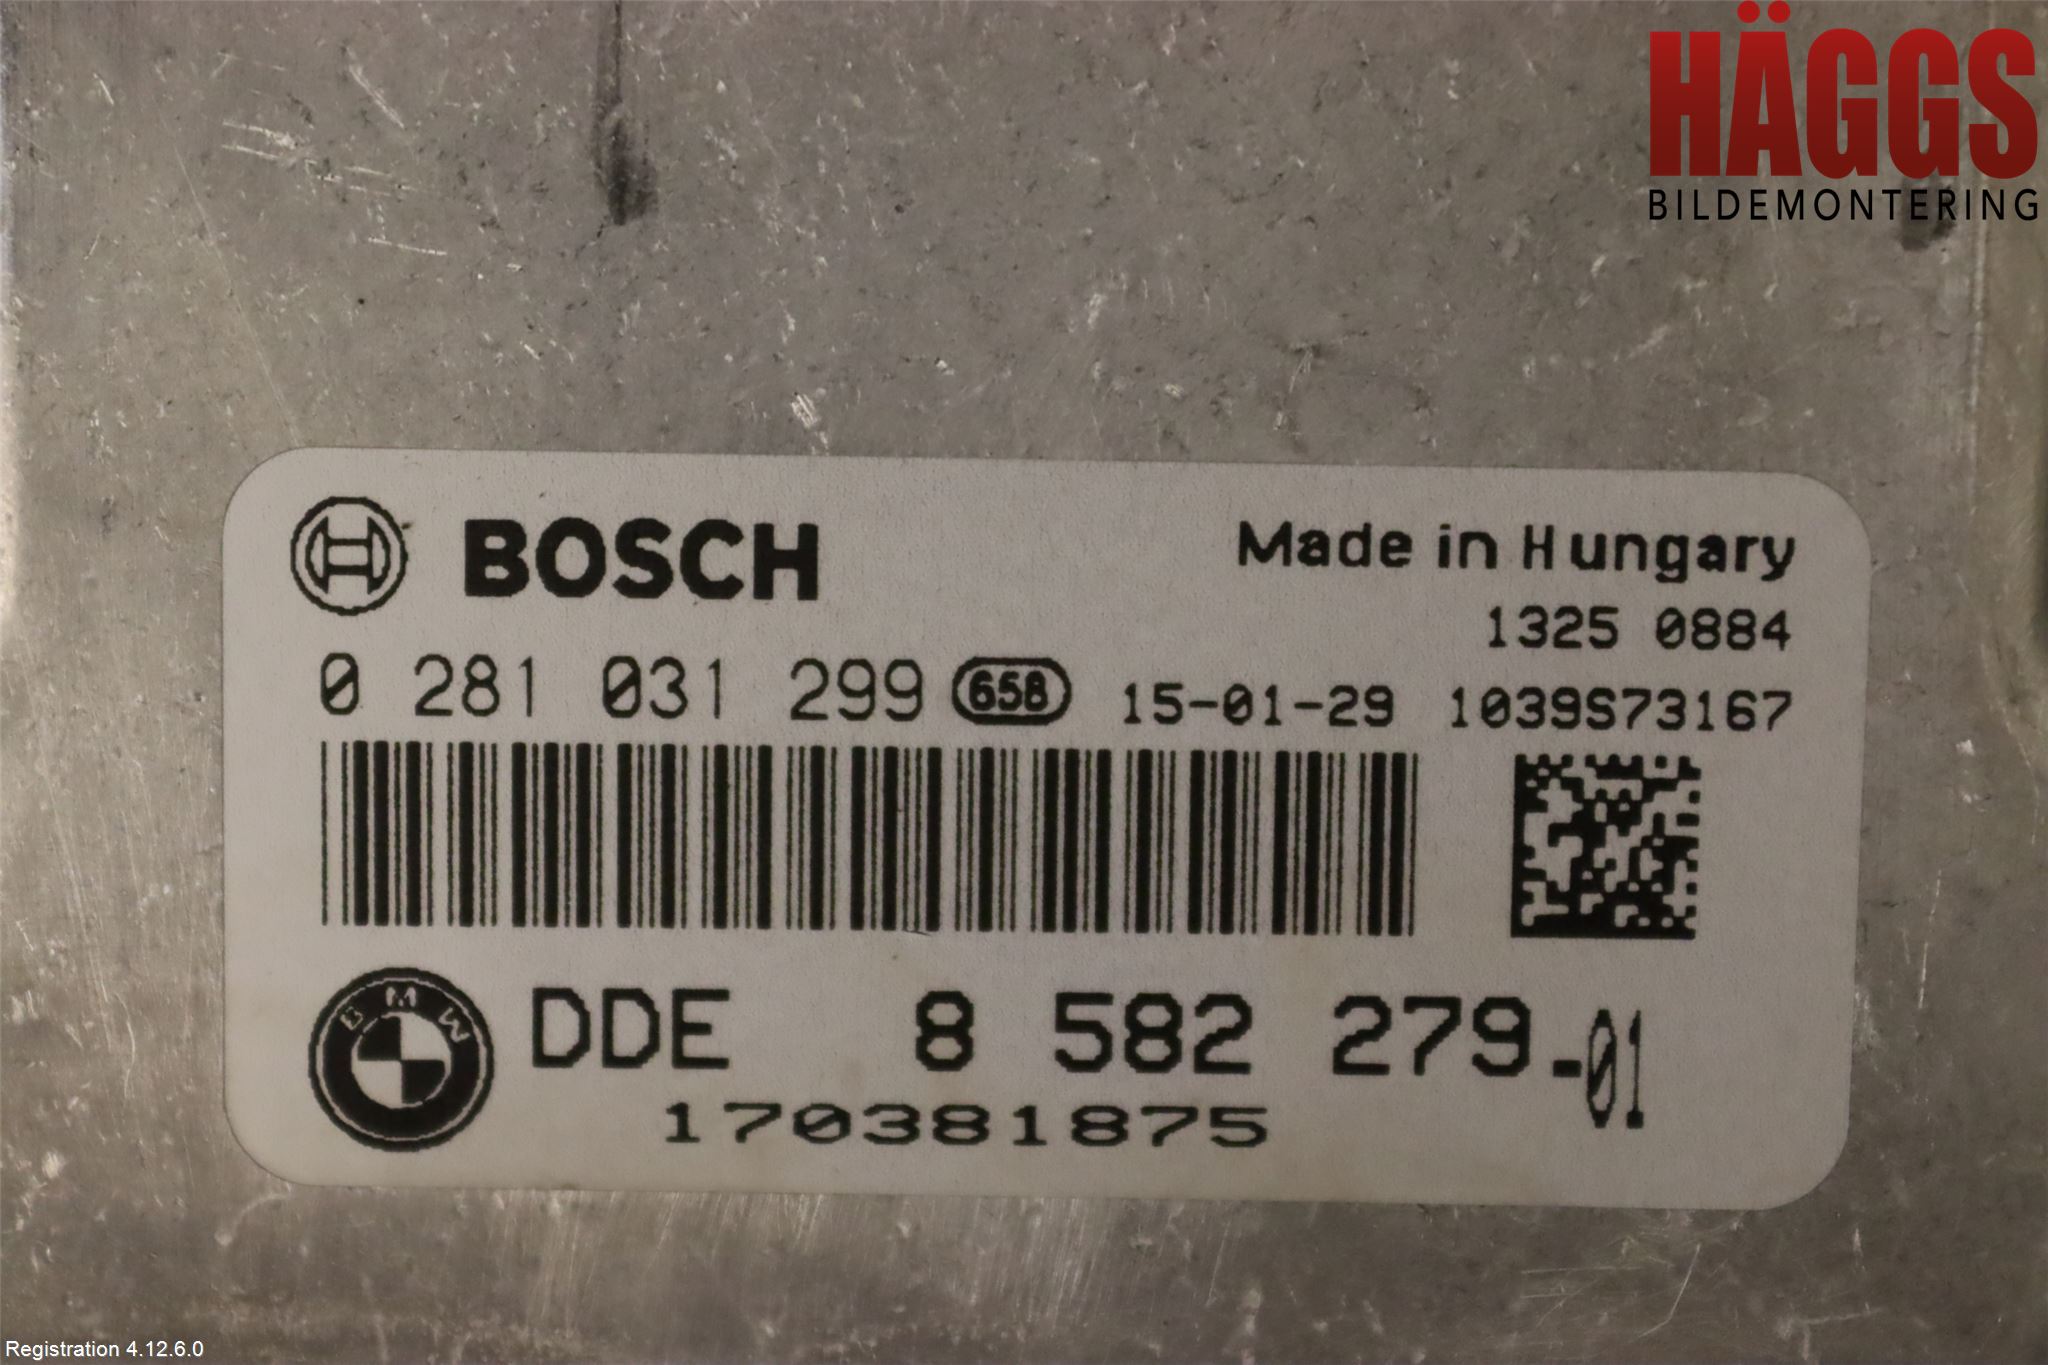 HÄGGS
BILDEMONTERING
BOSCH
Made in Hungary
1325 0884
0 281 031 299 658 15-01-29 1039S73167
BMW
DDE 8 582 279-01
170381875
Registration 4.12.6.0